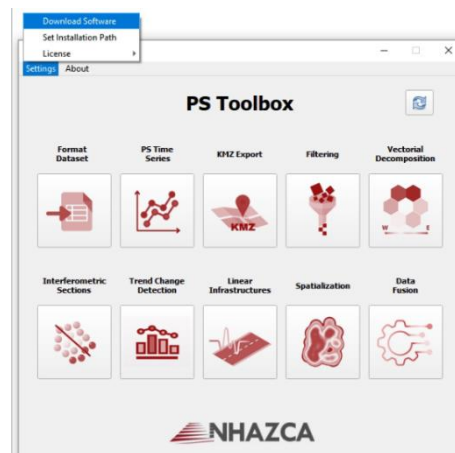 Download Software
Set Installation Path
License
Settings About
PS Toolbox
Format
Dataset
PS Time
Series
KMZ Export
Filtering
Vectorial
Decomposition
KMZ
W E
Interferometric
Sections
Trend Change
Detection
Linear
Infrastructures
Spatialization
Data
Fusion
NHAZCA